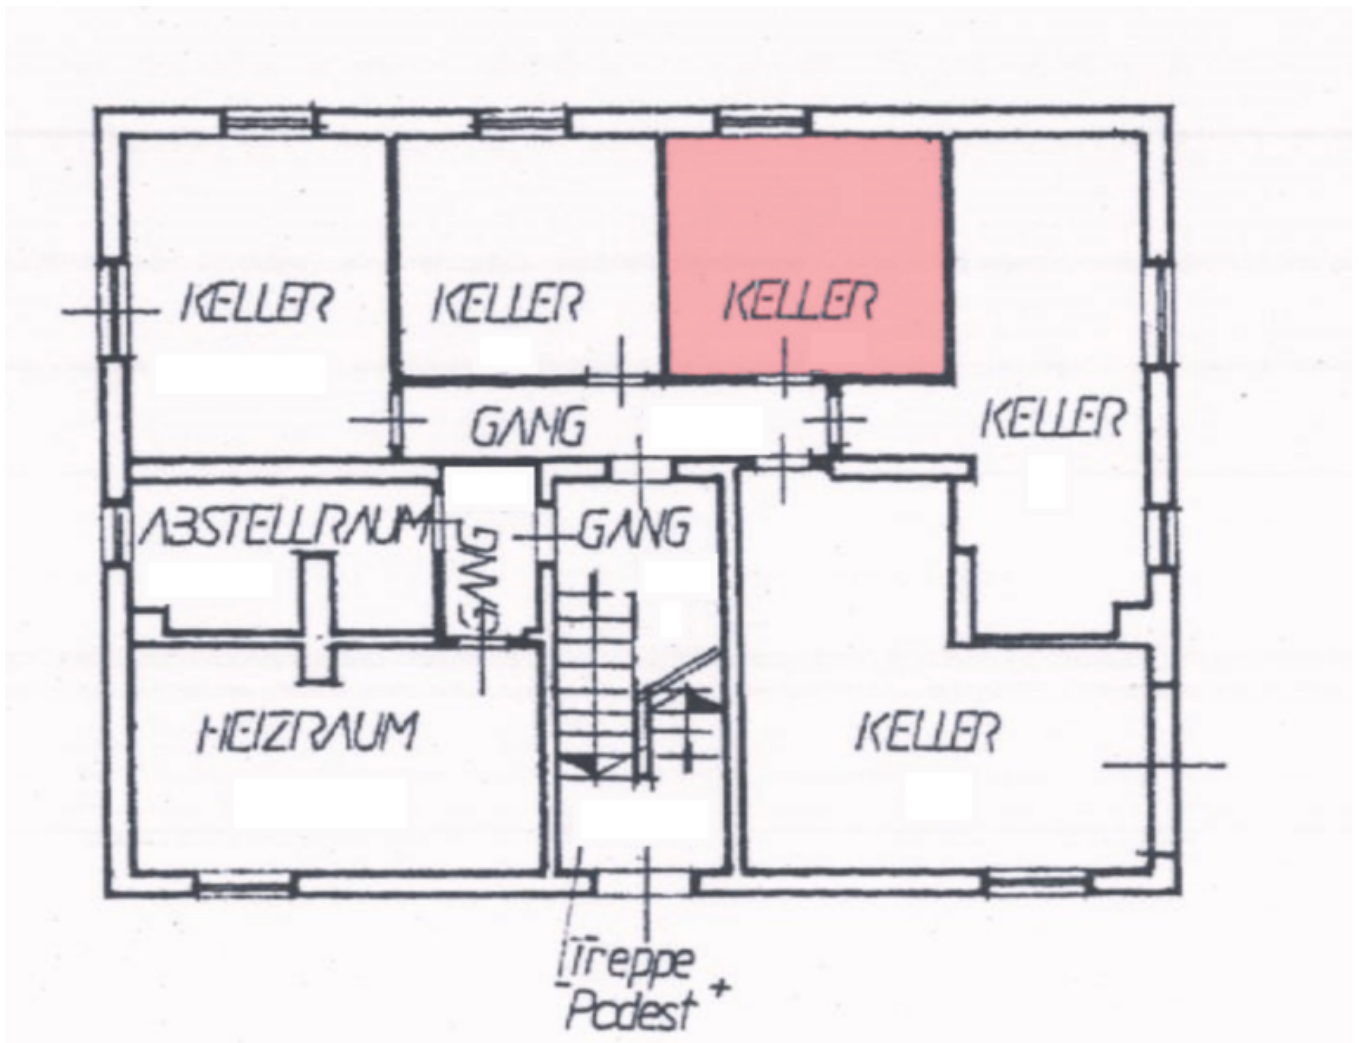 KELLER
KELLER
KELLER
KELLER
GANG
ABSTELLRAUM
GANG
GANG
HEIZRAUM
KELLER
Treppe +
Podest